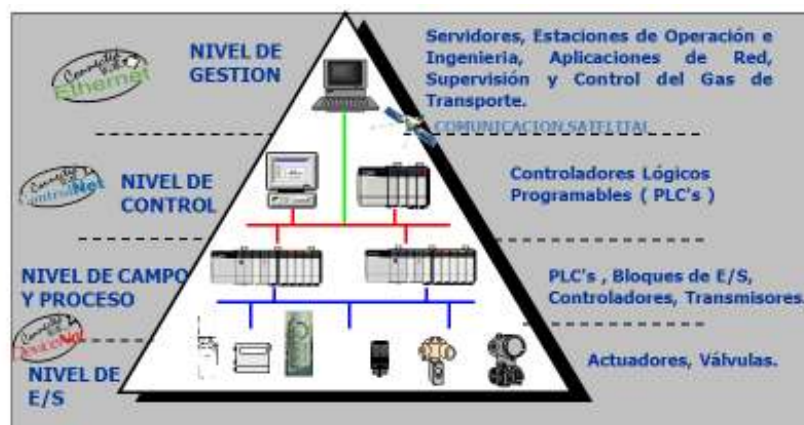 NIVEL DE
GESTION
Servidores, Estaciones de Operación e
Ingenieria, Aplicaciones de Red,
Supervisión y Control del Gas de
Transporte.
Ethernet
COMUNICACION SATELITAL
NIVEL DE
CONTROL
Controladores Lógicos
Programables ( PLC's )
NIVEL DE CAMPO
Y PROCESO
PLC's , Bloques de E/S,
Controladores, Transmisores.
NIVEL DE
E/S
Actuadores, Válvulas.